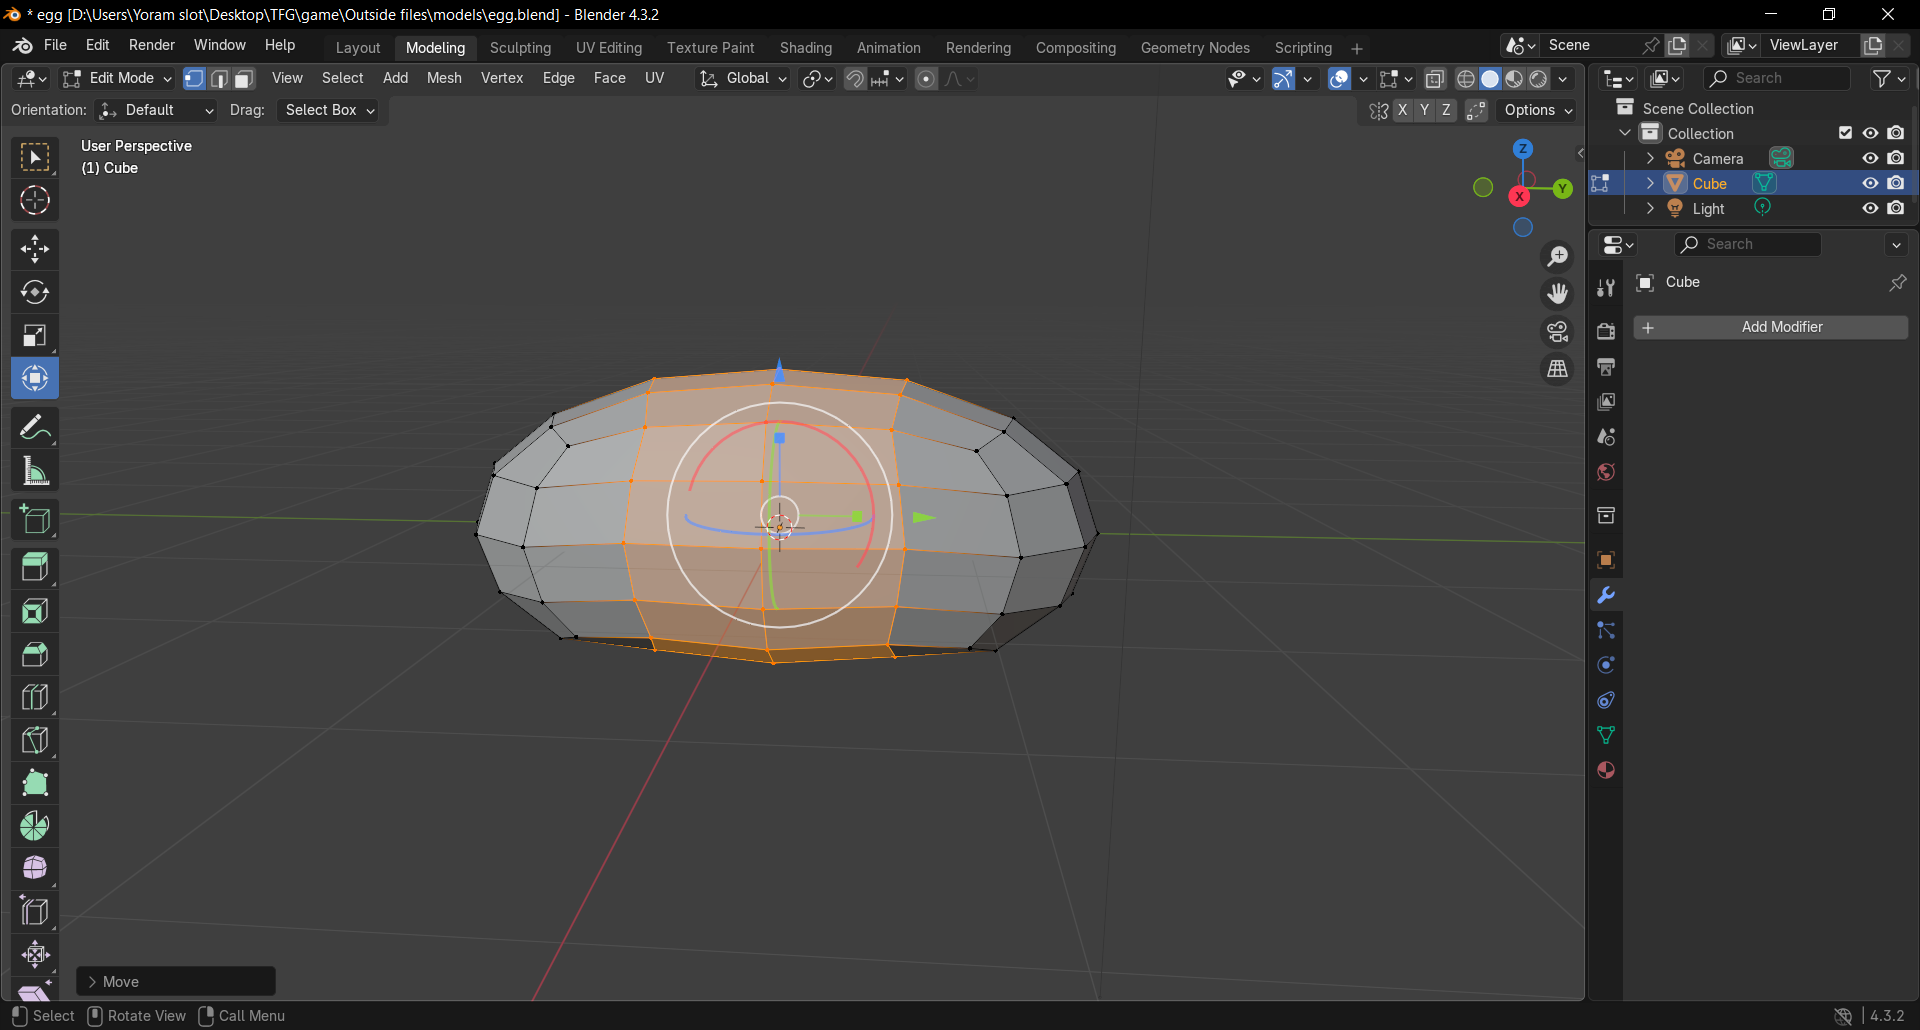 * egg [D:\Users\Yoram slot\Desktop\TFG\game\Outside files\models\egg.blend] - Blender 4.3.2
File Edit Render Window Help Layout Modeling Sculpting UV Editing Texture Paint Shading Animation Rendering Compositing Geometry Nodes Scripting + Scene ViewLayer
Edit Mode View Select Add Mesh Vertex Edge Face UV Global Search
Orientation: Default Drag: Select Box X Y Z Options
Scene Collection
Collection
Camera
Cube
Light
User Perspective
(1) Cube
Z
Y
X
Search
Cube
Add Modifier
Move
Select Rotate View Call Menu 4.3.2